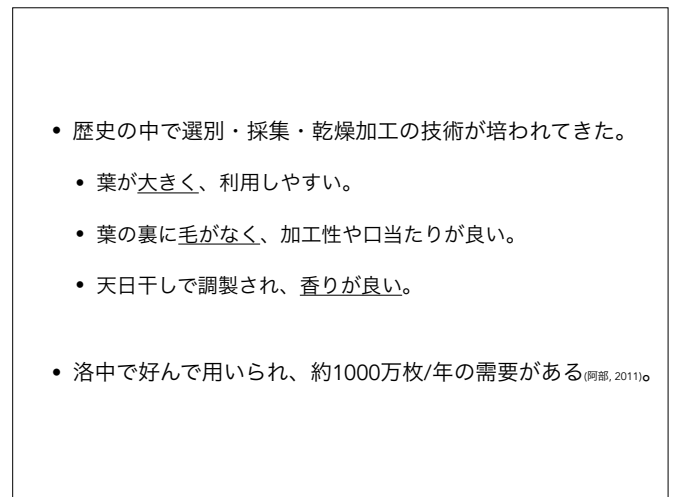 • 歴史の中で選別・採集・乾燥加工の技術が培われてきた。
• 葉が大きく、利用しやすい。
• 葉の裏に毛がなく、加工性や口当たりが良い。
• 天日干しで調製され、香りが良い。
• 洛中で好んで用いられ、約1000万枚/年の需要がある(阿部, 2011)。